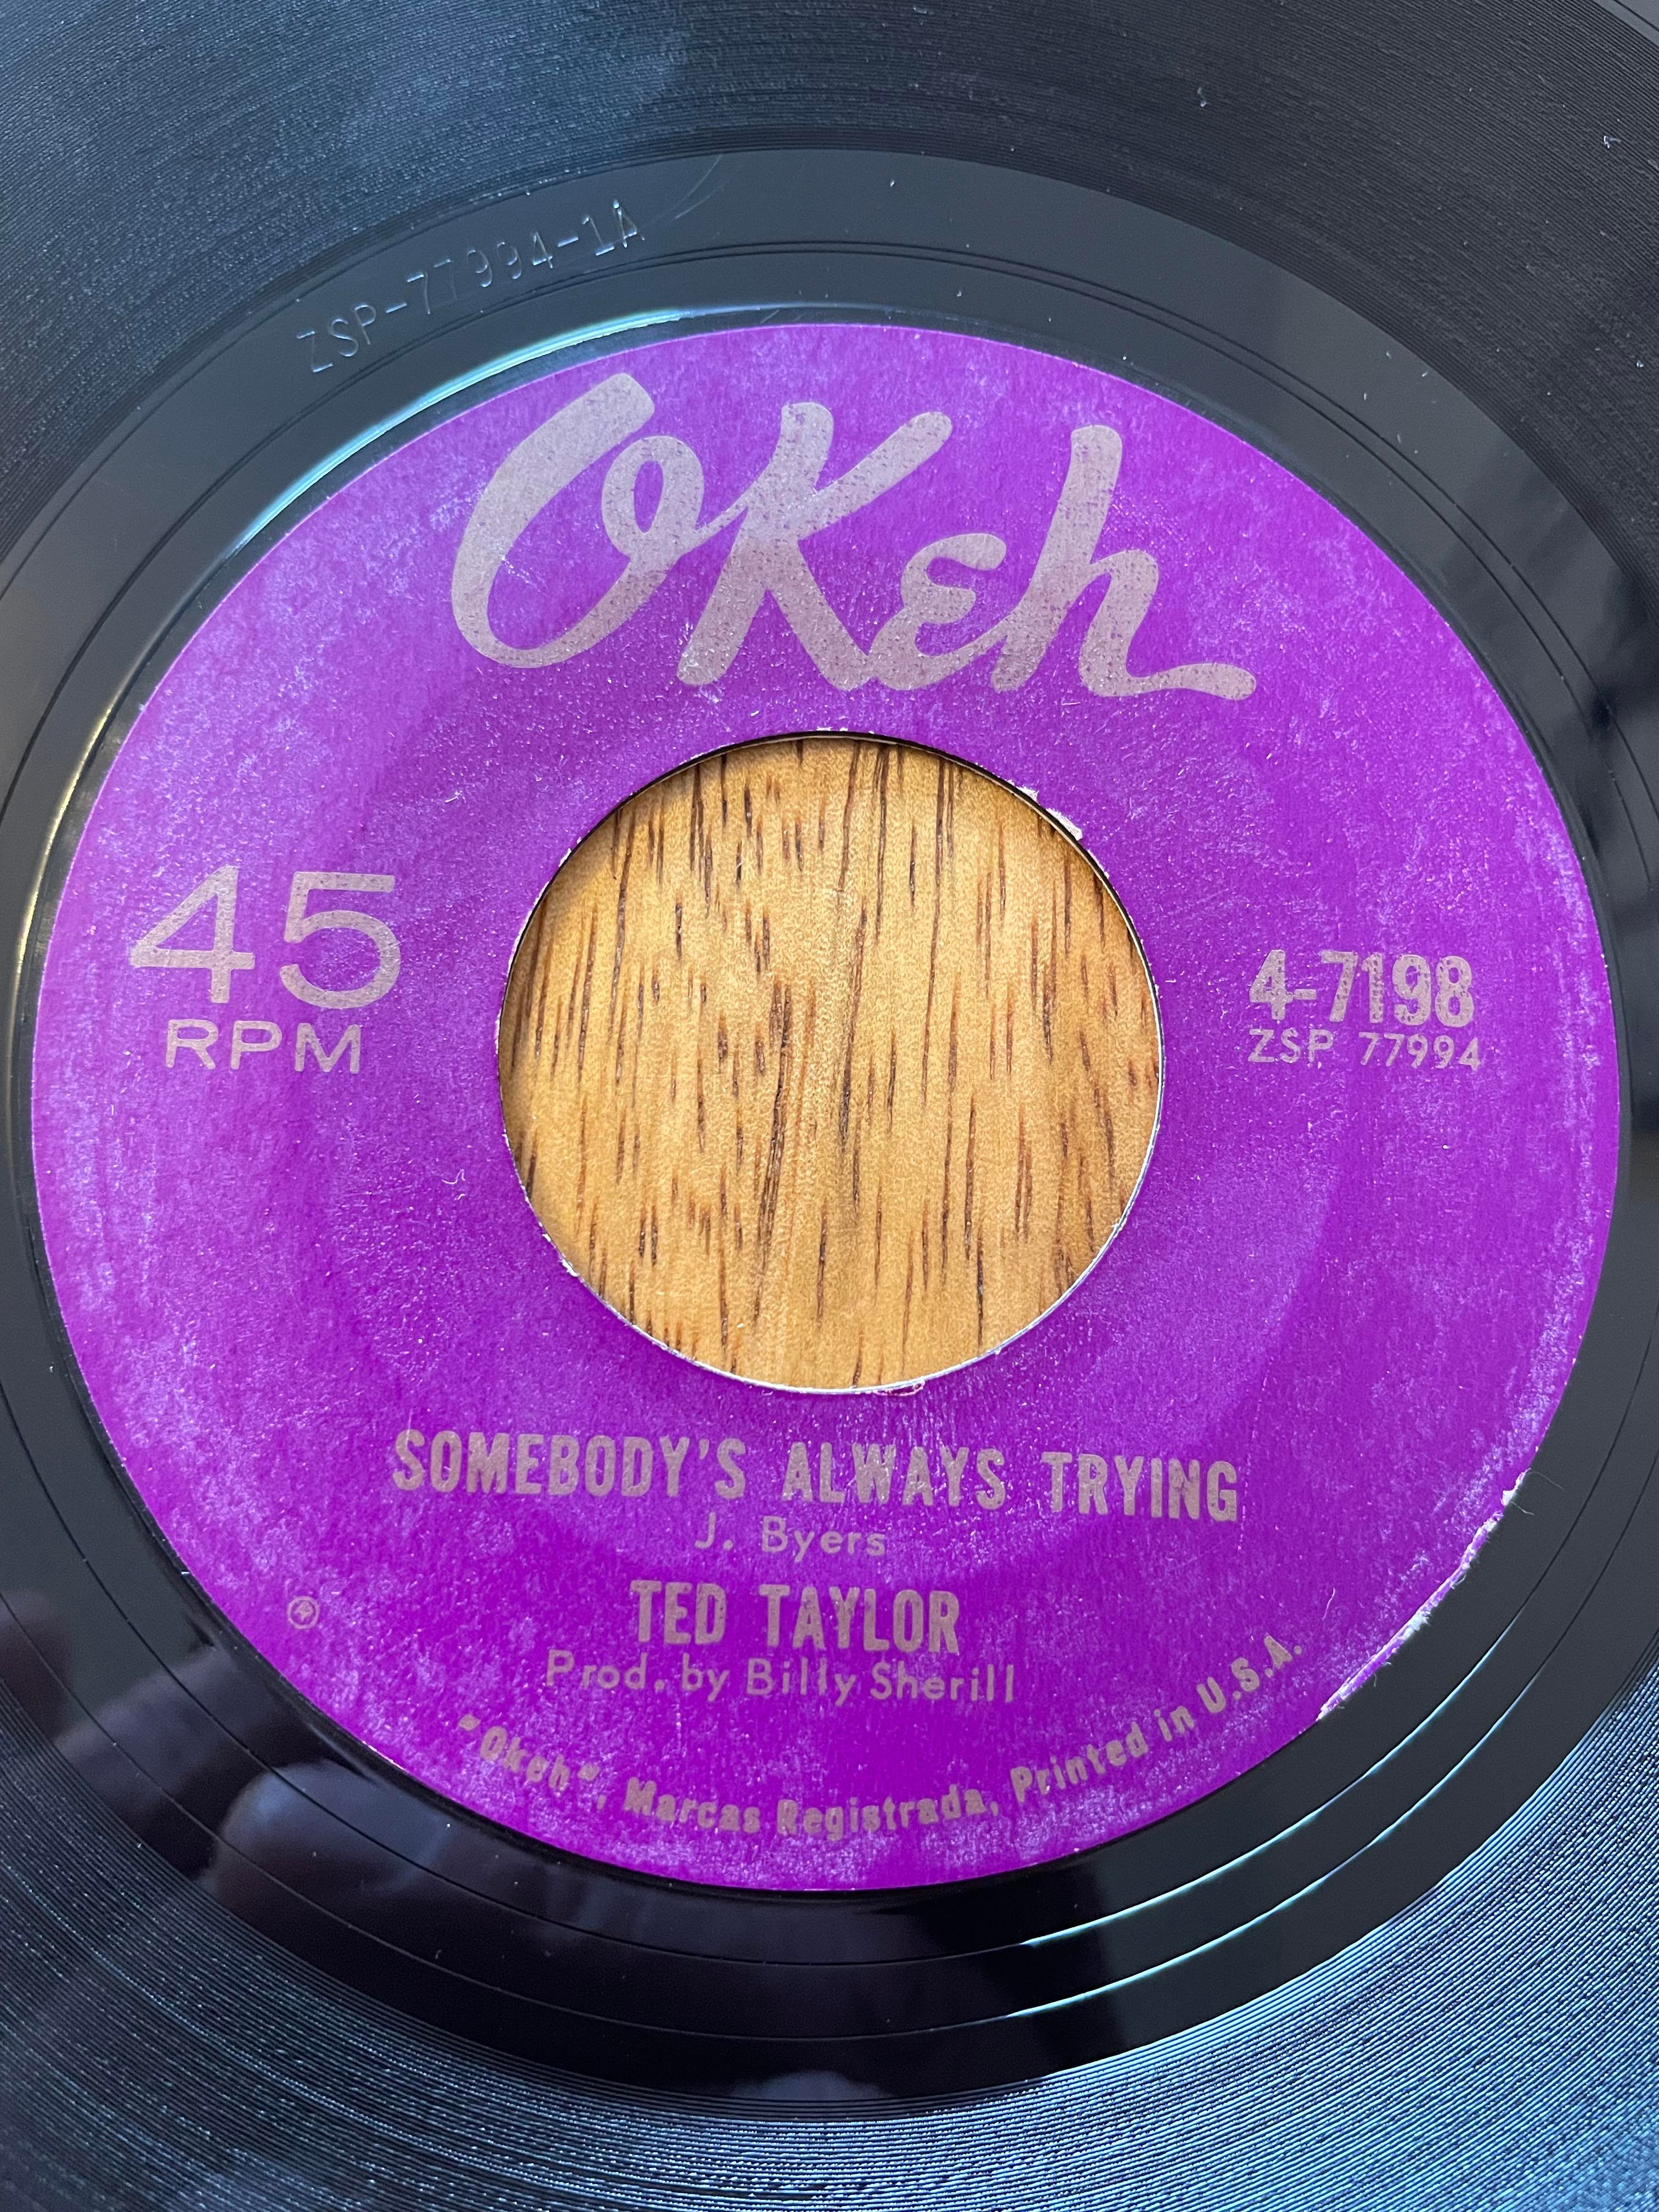 ZSP-77994-1A
OKeh
45
RPM
4-7198
ZSP 77994
SOMEBODY'S ALWAYS TRYING
J. Byers
TED TAYLOR
Prod. by Billy Sherill
℗
"Okeh", Marcas Registrada, Printed in U.S.A.